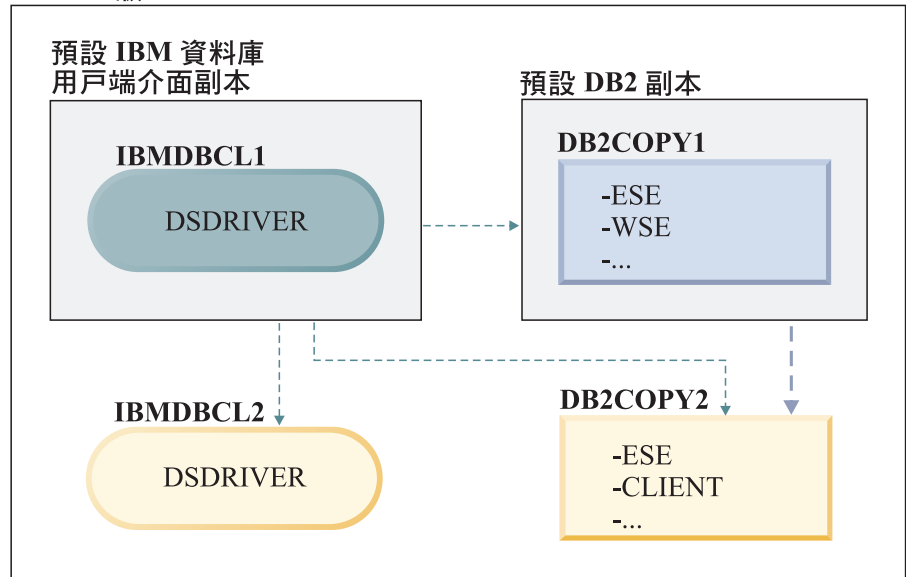 預設 IBM 資料庫
用戶端介面副本
IBMDBCL1
DSDRIVER
預設 DB2 副本
DB2COPY1
-ESE
-WSE
-...
IBMDBCL2
DSDRIVER
DB2COPY2
-ESE
-CLIENT
-...